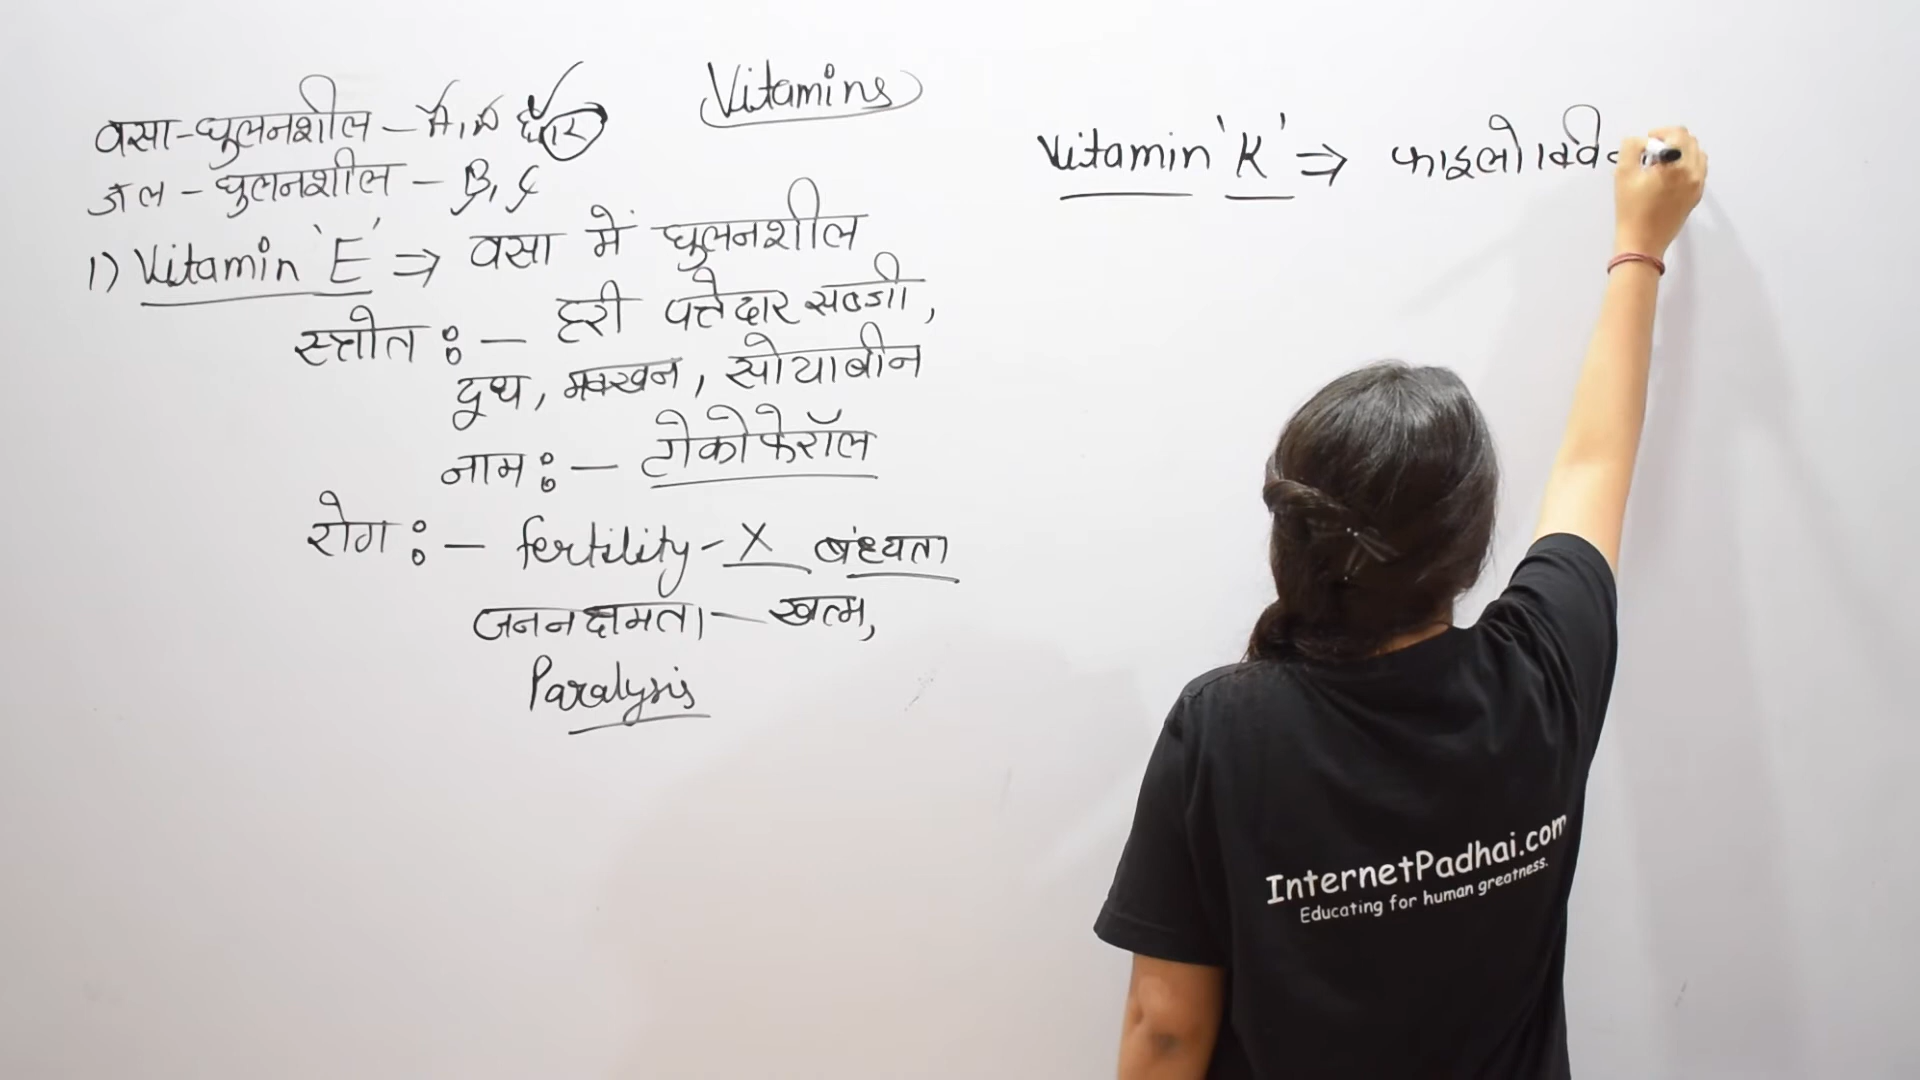 Vitamins
वसा-घुलनशील - A, D
जल - घुलनशील - B, C
1) Vitamin 'E' ⇒ वसा में घुलनशील
स्त्रोत :- हरी पत्तेदार सब्जी,
दूध, मक्खन, सोयाबीन
नाम :- टोकोफेरॉल
रोग :- fertility - X बंध्यता
जननक्षमता - खत्म,
Paralysis
Vitamin 'K' ⇒ फाइलोक्वि
InternetPadhai.com
Educating for human greatness.